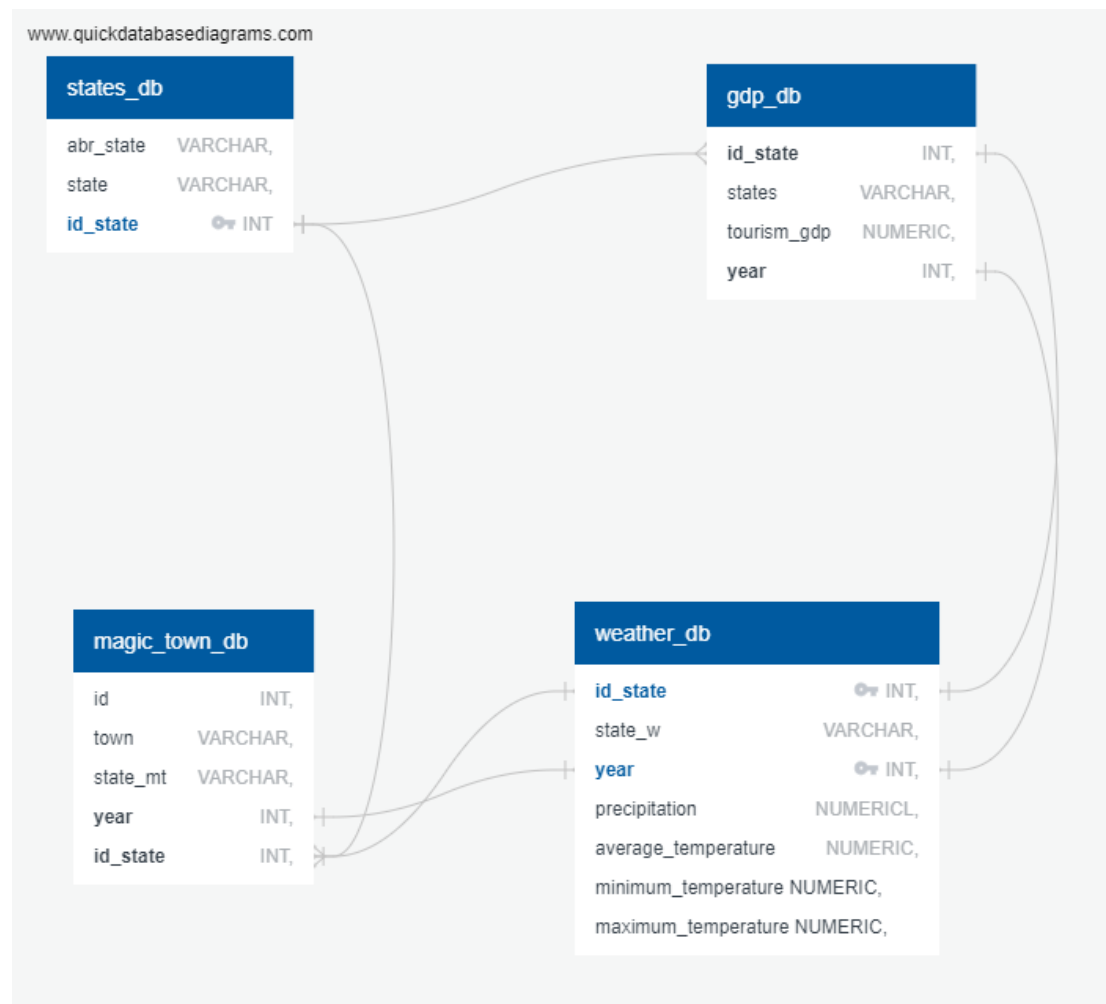 www.quickdatabasediagrams.com
states_db
abr_state VARCHAR,
state VARCHAR,
id_state INT
gdp_db
id_state INT,
states VARCHAR,
tourism_gdp NUMERIC,
year INT,
magic_town_db
id INT,
town VARCHAR,
state_mt VARCHAR,
year INT,
id_state INT,
weather_db
id_state INT,
state_w VARCHAR,
year INT,
precipitation NUMERICL,
average_temperature NUMERIC,
minimum_temperature NUMERIC,
maximum_temperature NUMERIC,